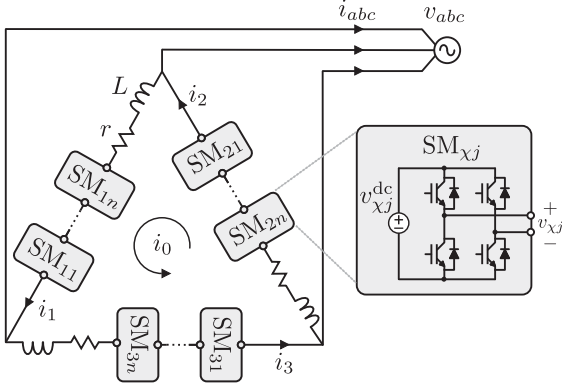 i_abc
v_abc
L
i_2
r
SM_21
SM_χj
SM_1n
v^dc_χj
+
SM_2n
v_χj
i_0
−
SM_11
i_1
SM_3n
SM_31
i_3